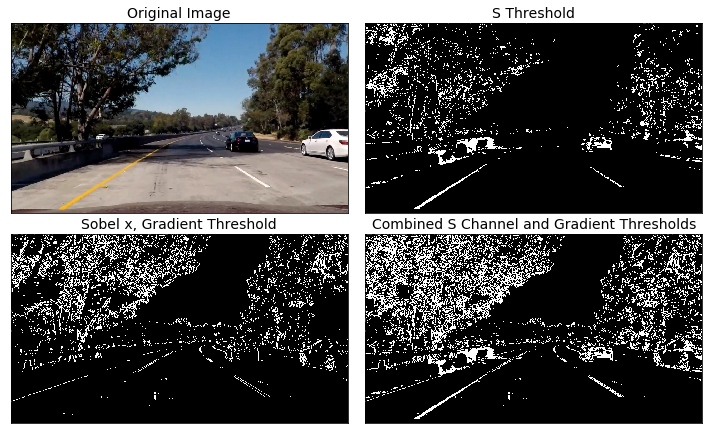 Original Image
S Threshold
Sobel x, Gradient Threshold
Combined S Channel and Gradient Thresholds